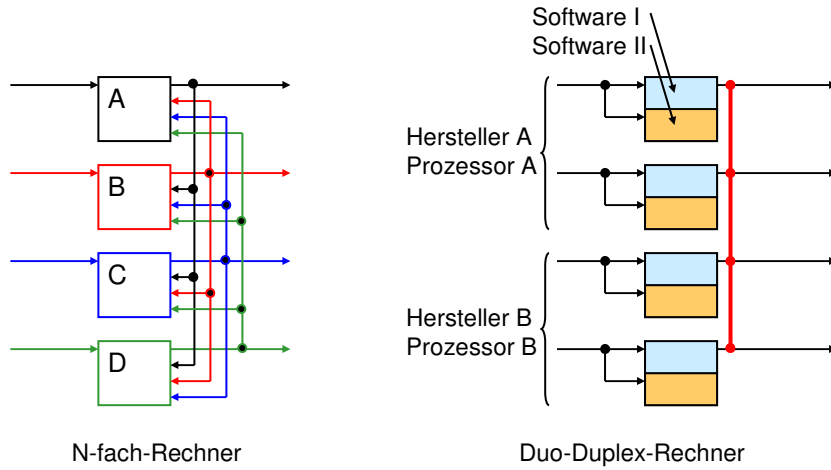 Software I
Software II
A
B
C
D
Hersteller A
Prozessor A
Hersteller B
Prozessor B
N-fach-Rechner
Duo-Duplex-Rechner